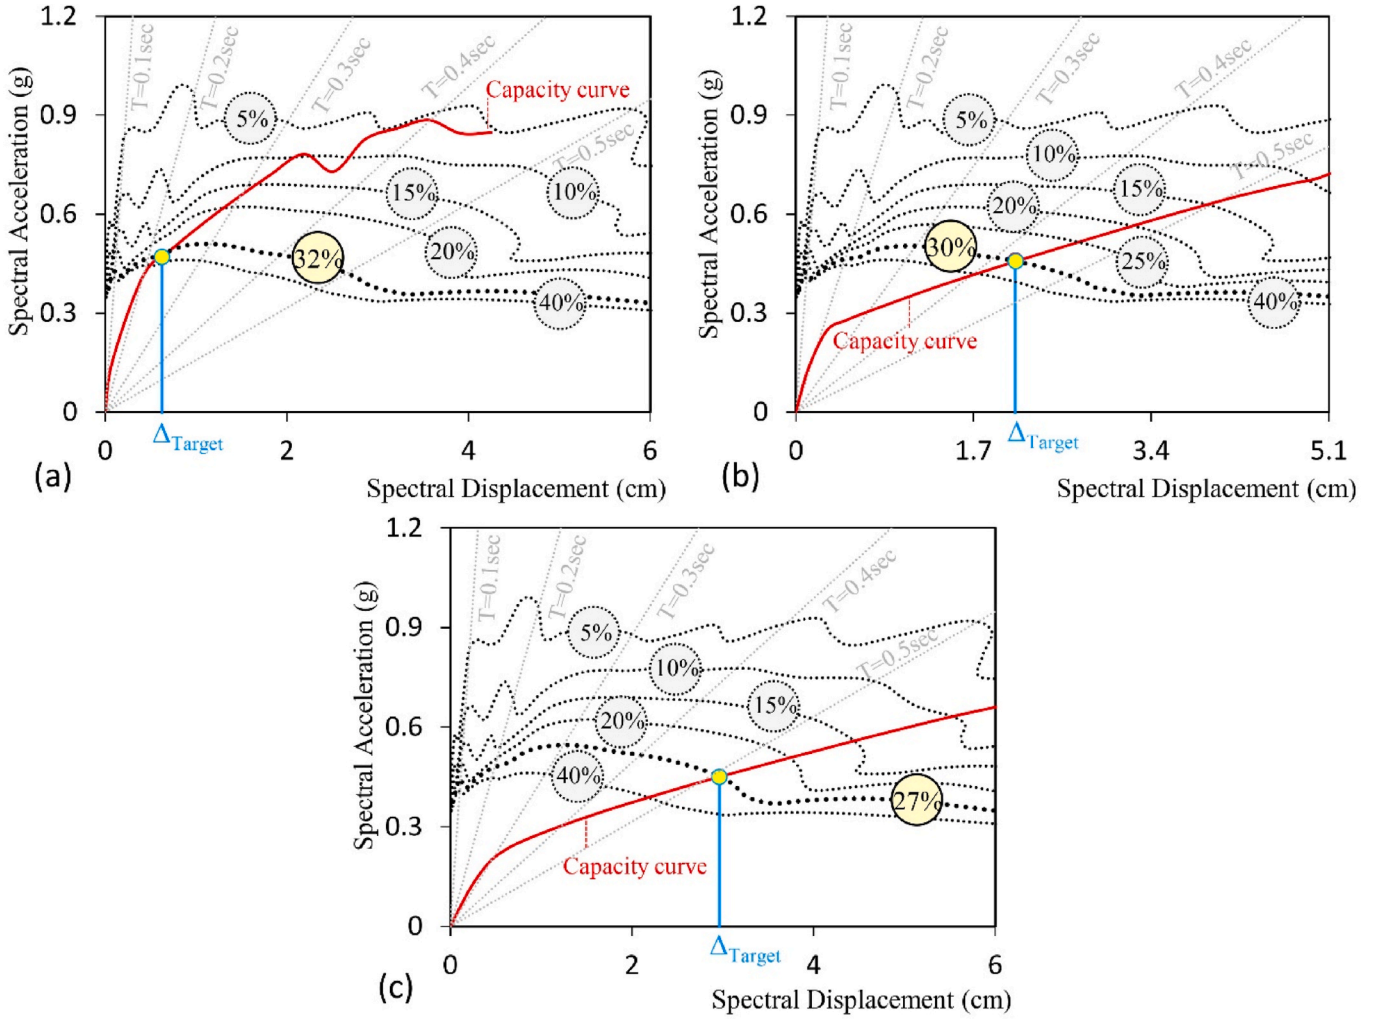 1.2
0.9
0.6
0.3
0
Spectral Acceleration (g)
T=0.1sec
T=0.2sec
T=0.3sec
T=0.4sec
T=0.5sec
Capacity curve
5%
10%
15%
20%
32%
40%
0
2
4
6
ΔTarget
(a)
Spectral Displacement (cm)
1.2
0.9
0.6
0.3
0
Spectral Acceleration (g)
T=0.1sec
T=0.2sec
T=0.3sec
T=0.4sec
T=0.5sec
5%
10%
15%
20%
30%
25%
40%
Capacity curve
0
1.7
3.4
5.1
ΔTarget
(b)
Spectral Displacement (cm)
1.2
0.9
0.6
0.3
0
Spectral Acceleration (g)
T=0.1sec
T=0.2sec
T=0.3sec
T=0.4sec
T=0.5sec
5%
10%
15%
20%
40%
27%
Capacity curve
0
2
4
6
ΔTarget
(c)
Spectral Displacement (cm)